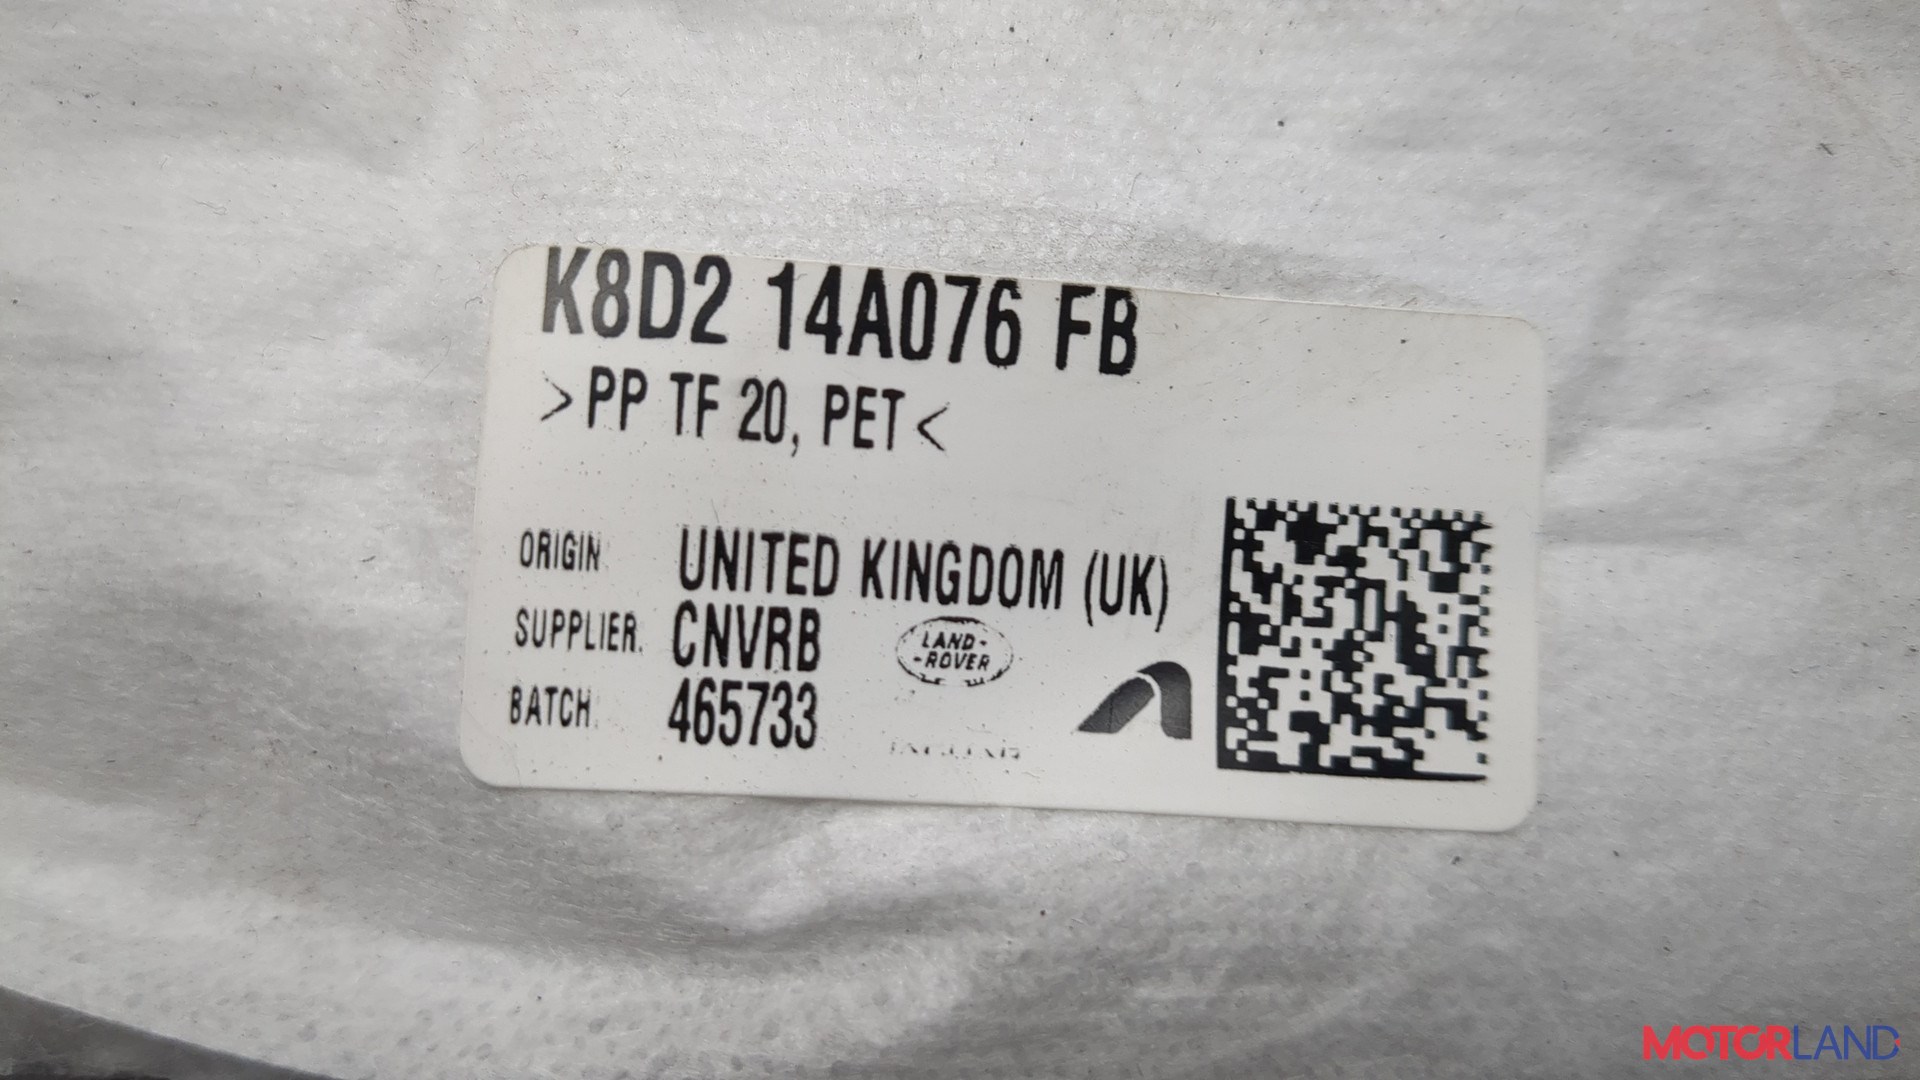 K8D2 14A076 FB
>PP TF 20, PET<
ORIGIN UNITED KINGDOM (UK)
SUPPLIER. CNVRB
LAND-
-ROVER
BATCH. 465733
MOTORLAND